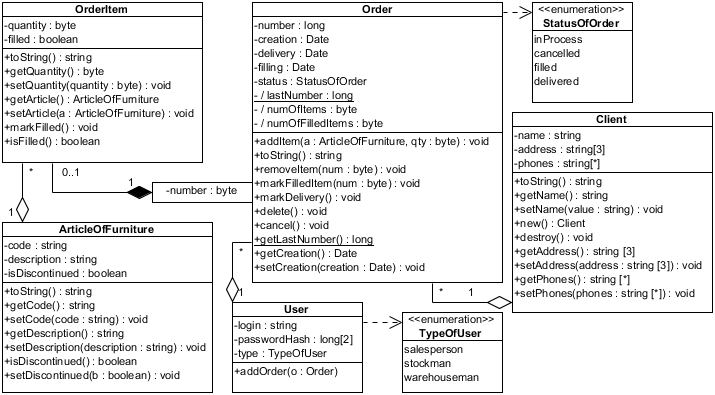 OrderItem
-quantity : byte
-filled : boolean
+toString() : string
+getQuantity() : byte
+setQuantity(quantity : byte) : void
+getArticle() : ArticleOfFurniture
+setArticle(a : ArticleOfFurniture) : void
+markFilled() : void
+isFilled() : boolean
*
0..1
1
-number : byte
1
ArticleOfFurniture
-code : string
-description : string
-isDiscontinued : boolean
+toString() : string
+getCode() : string
+setCode(code : string) : void
+getDescription() : string
+setDescription(description : string) : void
+isDiscontinued() : boolean
+setDiscontinued(b : boolean) : void
Order
-number : long
-creation : Date
-delivery : Date
-filling : Date
-status : StatusOfOrder
- / lastNumber : long
- / numOfItems : byte
- / numOfFilledItems : byte
+addItem(a : ArticleOfFurniture, qty : byte) : void
+toString() : string
+removeItem(num : byte) : void
+markFilledItem(num : byte) : void
+markDelivery() : void
+delete() : void
+cancel() : void
+getLastNumber() : long
+getCreation() : Date
+setCreation(creation : Date) : void
*
1
*
1
User
-login : string
-passwordHash : long[2]
-type : TypeOfUser
+addOrder(o : Order)
<<enumeration>>
TypeOfUser
salesperson
stockman
warehouseman
<<enumeration>>
StatusOfOrder
inProcess
cancelled
filled
delivered
Client
-name : string
-address : string[3]
-phones : string[*]
+toString() : string
+getName() : string
+setName(value : string) : void
+new() : Client
+destroy() : void
+getAddress() : string [3]
+setAddress(address : string [3]) : void
+getPhones() : string [*]
+setPhones(phones : string [*]) : void